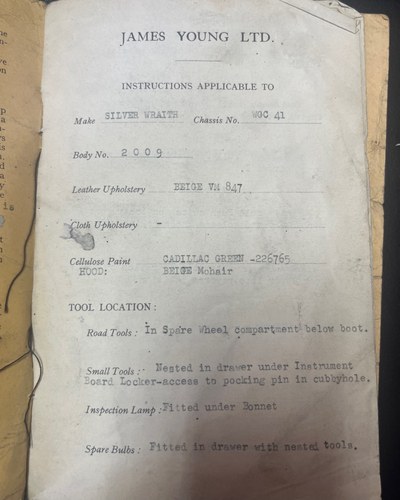 JAMES YOUNG LTD.
INSTRUCTIONS APPLICABLE TO
Make SILVER WRAITH Chassis No. WGC 41
Body No. 2009
Leather Upholstery BEIGE VM 847
Cloth Upholstery -
Cellulose Paint CADILLAC GREEN -226765
HOOD: BEIGE Mohair
TOOL LOCATION:
Road Tools: In Spare Wheel compartment below boot.
Small Tools: Nested in drawer under Instrument
Board Locker-access to pocking pin in cubbyhole.
Inspection Lamp: Fitted under Bonnet
Spare Bulbs: Fitted in drawer with nested tools.